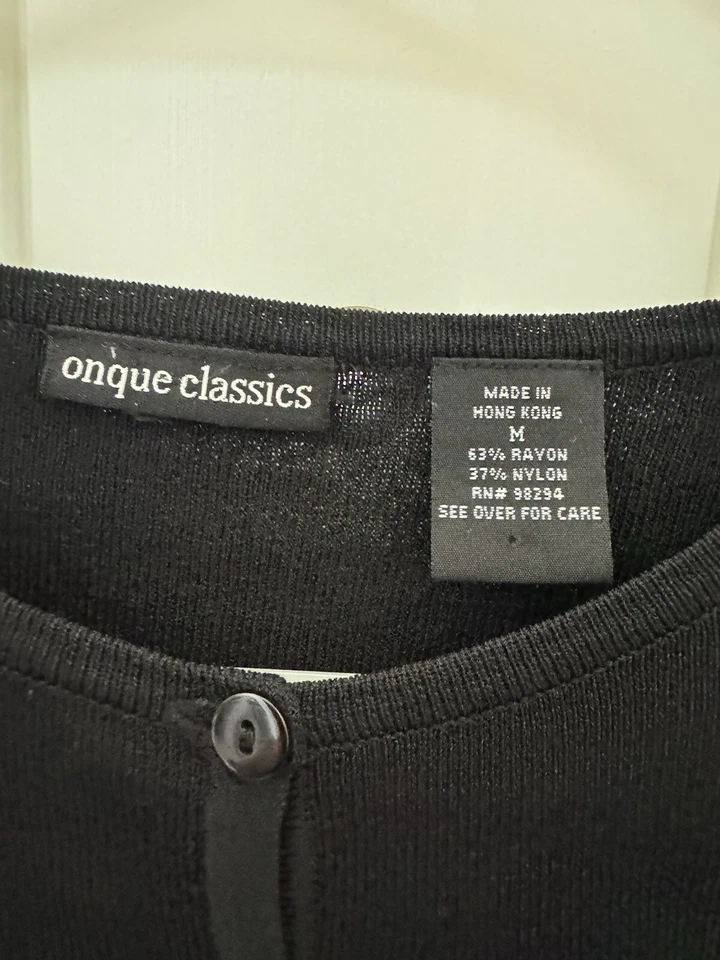 onque classics
MADE IN
HONG KONG
M
63% RAYON
37% NYLON
RN# 98294
SEE OVER FOR CARE